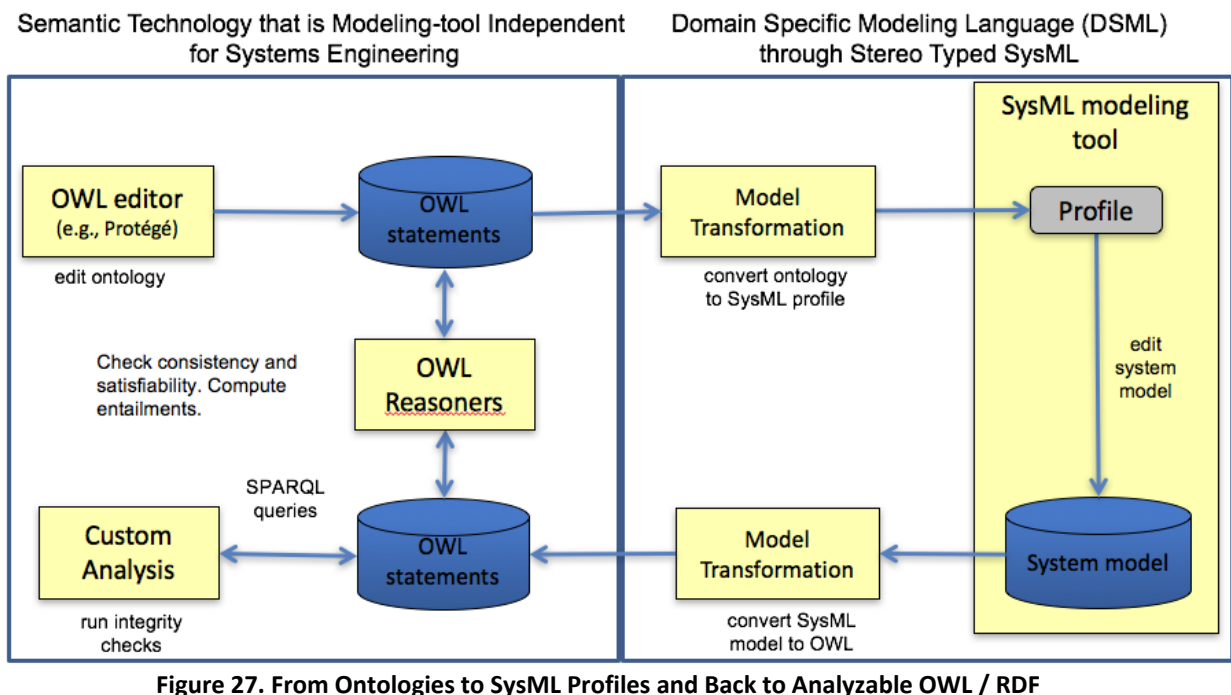 Semantic Technology that is Modeling-tool Independent
for Systems Engineering
Domain Specific Modeling Language (DSML)
through Stereo Typed SysML
OWL editor
(e.g., Protégé)
edit ontology
OWL
statements
Model
Transformation
convert ontology
to SysML profile
SysML modeling
tool
Profile
Check consistency and
satisfiability. Compute
entailments.
OWL
Reasoners
edit
system
model
SPARQL
queries
Custom
Analysis
run integrity
checks
OWL
statements
Model
Transformation
convert SysML
model to OWL
System model
Figure 27. From Ontologies to SysML Profiles and Back to Analyzable OWL / RDF